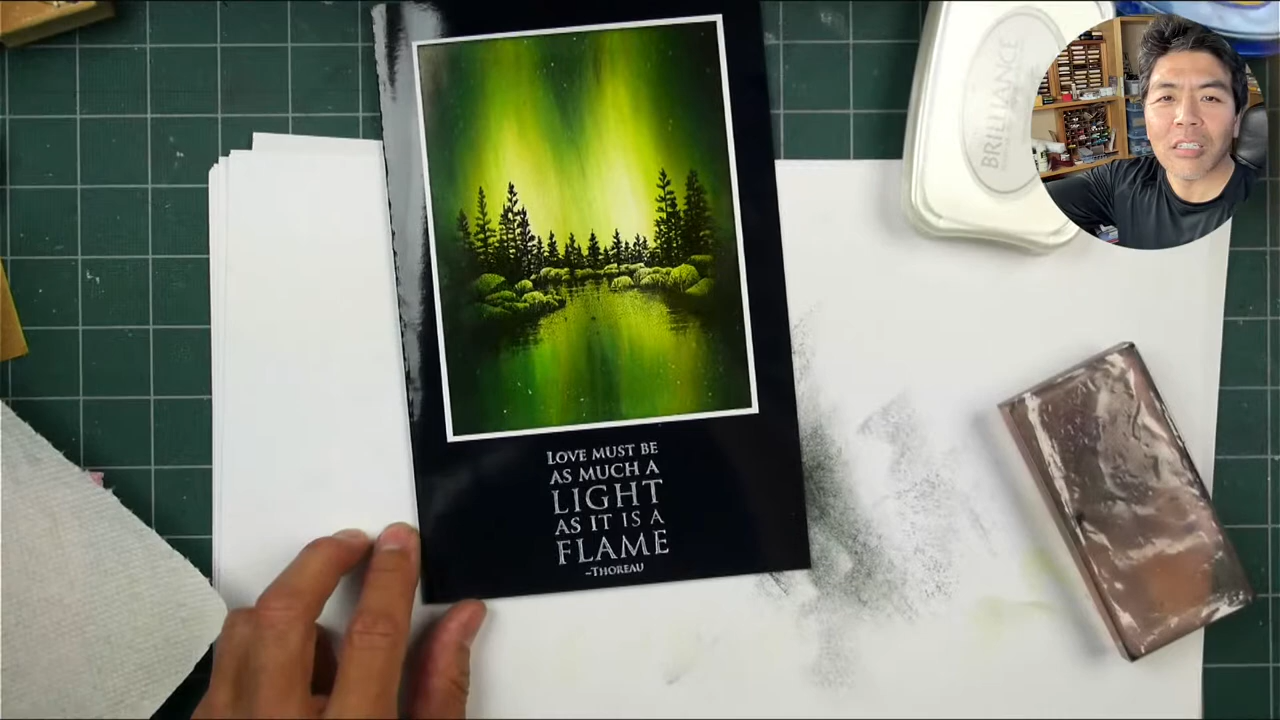 BRILLIANCE
LOVE MUST BE
AS MUCH A
LIGHT
AS IT IS A
FLAME
~THOREAU